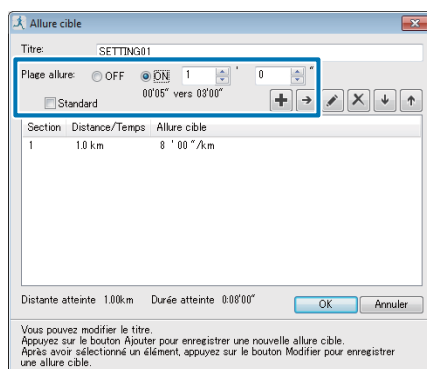 Allure cible
Titre: SETTING01
Plage allure: OFF ON 1 ' 0 "
00'05" vers 03'00"
Standard
Section Distance/Temps Allure cible
1 1.0 km 8 ' 00 "/km
Distante atteinte 1.00km Durée atteinte 0:08'00"
OK Annuler
Vous pouvez modifier le titre.
Appuyez sur le bouton Ajouter pour enregistrer une nouvelle allure cible.
Après avoir sélectionné un élément, appuyez sur le bouton Modifier pour enregistrer
une allure cible.